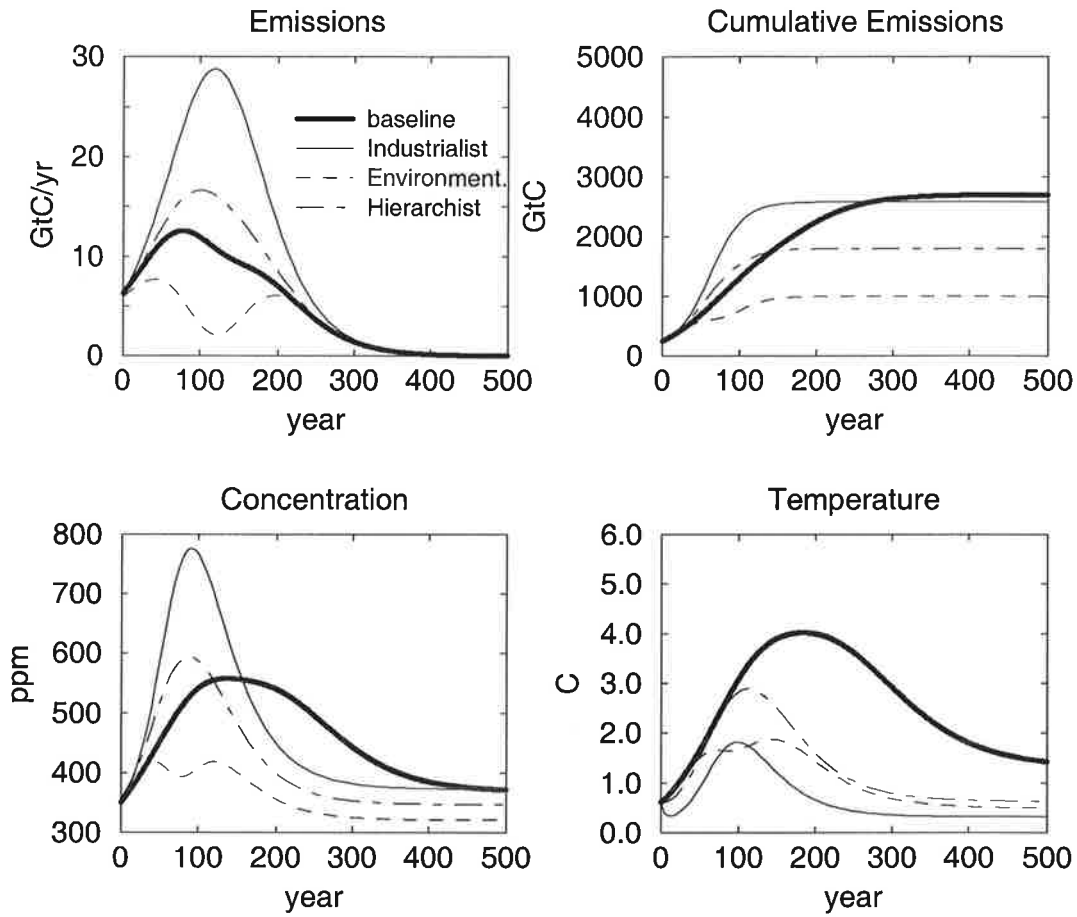 Emissions
30
20
10
0
GtC/yr
baseline
Industrialist
Environment.
Hierarchist
0 100 200 300 400 500
year
Cumulative Emissions
5000
4000
3000
2000
1000
0
GtC
0 100 200 300 400 500
year
Concentration
800
700
600
500
400
300
ppm
0 100 200 300 400 500
year
Temperature
6.0
5.0
4.0
3.0
2.0
1.0
0.0
C
0 100 200 300 400 500
year